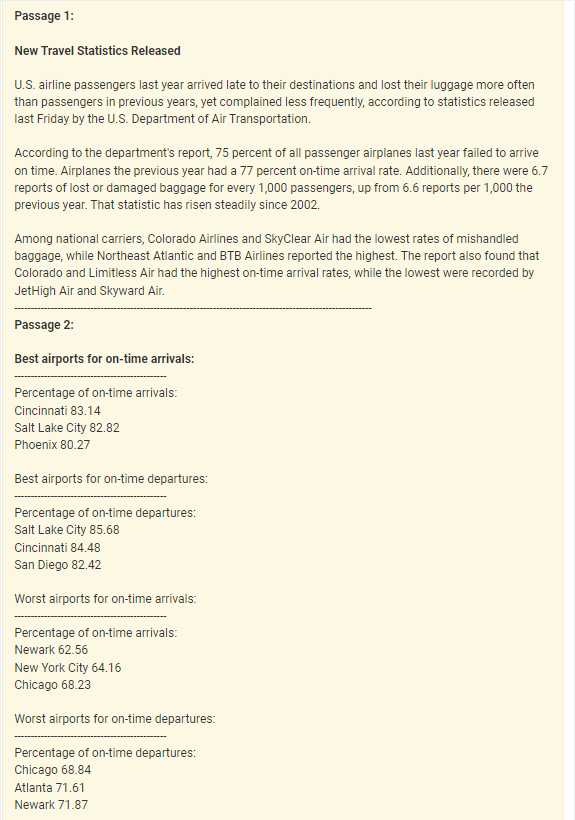 Passage 1:
New Travel Statistics Released
U.S. airline passengers last year arrived late to their destinations and lost their luggage more often
than passengers in previous years, yet complained less frequently, according to statistics released
last Friday by the U.S. Department of Air Transportation.
According to the department's report, 75 percent of all passenger airplanes last year failed to arrive
on time. Airplanes the previous year had a 77 percent on-time arrival rate. Additionally, there were 6.7
reports of lost or damaged baggage for every 1,000 passengers, up from 6.6 reports per 1,000 the
previous year. That statistic has risen steadily since 2002.
Among national carriers, Colorado Airlines and SkyClear Air had the lowest rates of mishandled
baggage, while Northeast Atlantic and BTB Airlines reported the highest. The report also found that
Colorado and Limitless Air had the highest on-time arrival rates, while the lowest were recorded by
JetHigh Air and Skyward Air.
Passage 2:
Best airports for on-time arrivals:
Percentage of on-time arrivals:
Cincinnati 83.14
Salt Lake City 82.82
Phoenix 80.27
Best airports for on-time departures:
Percentage of on-time departures:
Salt Lake City 85.68
Cincinnati 84.48
San Diego 82.42
Worst airports for on-time arrivals:
Percentage of on-time arrivals:
Newark 62.56
New York City 64.16
Chicago 68.23
Worst airports for on-time departures:
Percentage of on-time departures:
Chicago 68.84
Atlanta 71.61
Newark 71.87